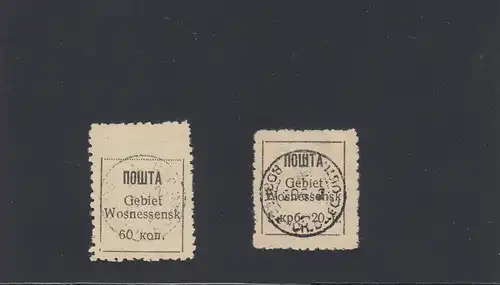 ПОШТА
Gebiet
Wosnessensk
60 коп.
ПОШТА
Gebiet
Wosnessensk
крб. 20